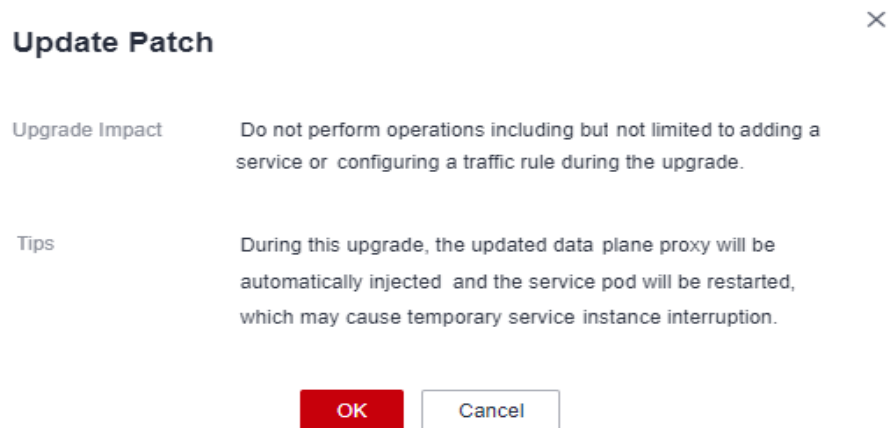 Update Patch
Upgrade Impact Do not perform operations including but not limited to adding a
service or configuring a traffic rule during the upgrade.
Tips During this upgrade, the updated data plane proxy will be
automatically injected and the service pod will be restarted,
which may cause temporary service instance interruption.
OK Cancel